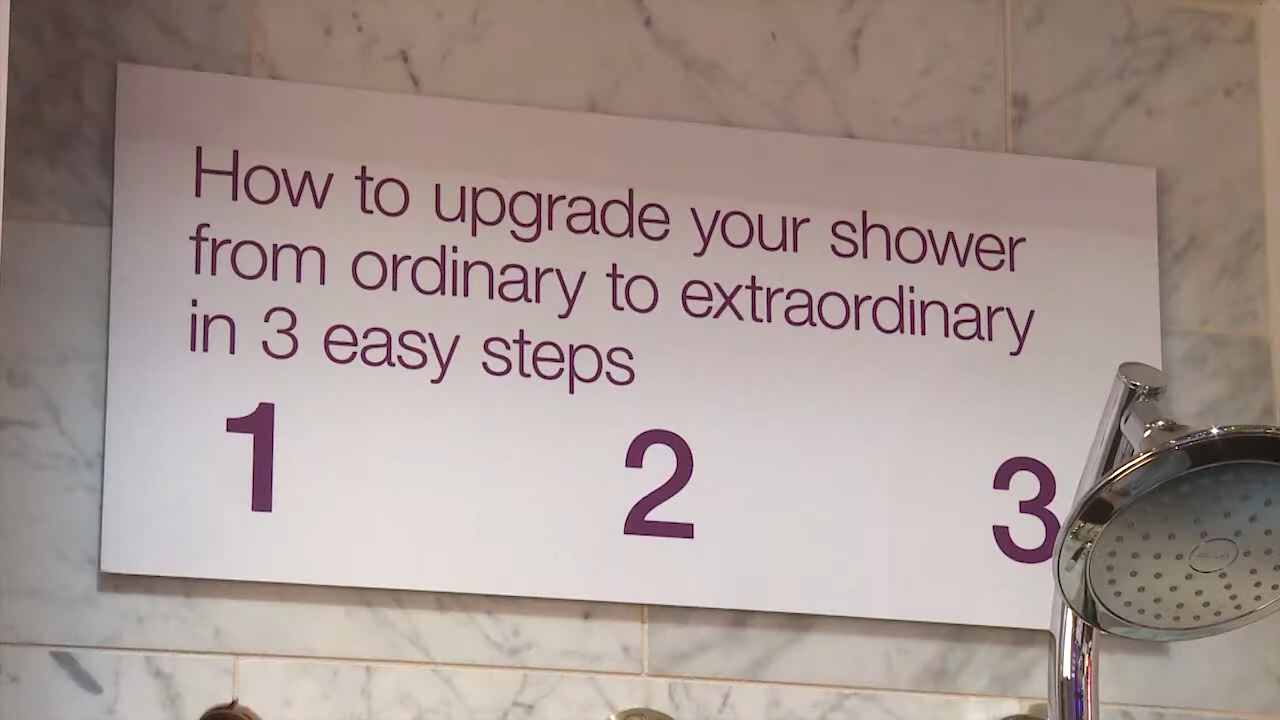 How to upgrade your shower
from ordinary to extraordinary
in 3 easy steps
1 2 3